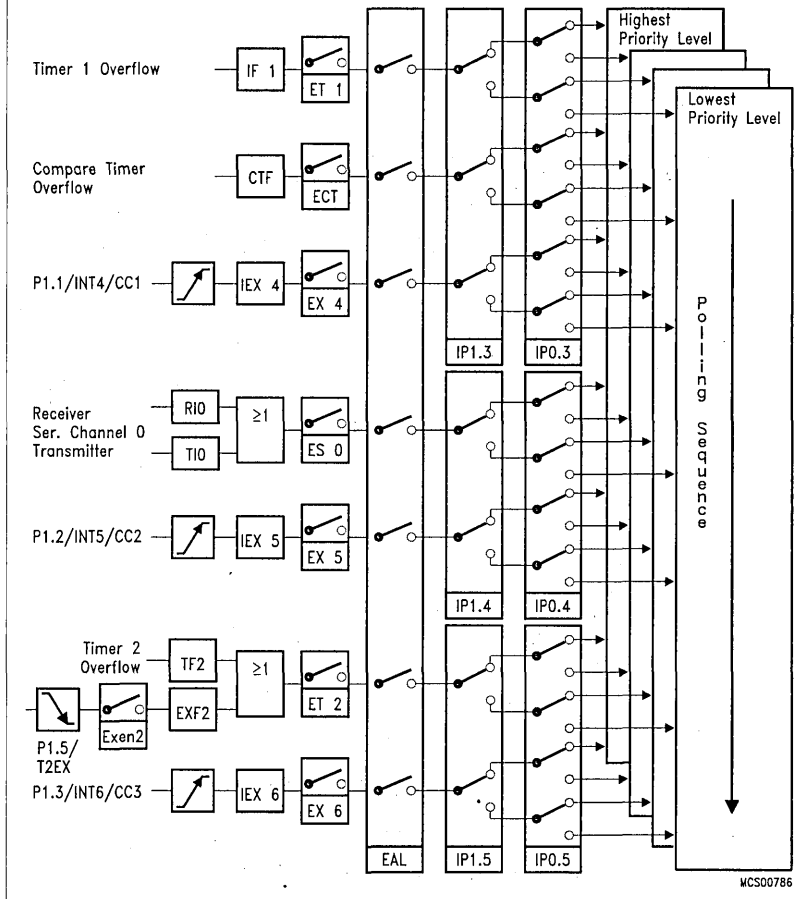 Highest
Priority Level
Timer 1 Overflow
IF 1
ET 1
Lowest
Priority Level
Compare Timer
Overflow
CTF
ECT
P1.1/INT4/CC1
IEX 4
EX 4
IP1.3
IP0.3
Polling Sequence
Receiver
Ser. Channel 0
Transmitter
RI0
TI0
≥1
ES 0
P1.2/INT5/CC2
IEX 5
EX 5
IP1.4
IP0.4
Timer 2
Overflow
TF2
≥1
ET 2
EXF2
Exen2
P1.5/
T2EX
P1.3/INT6/CC3
IEX 6
EX 6
EAL
IP1.5
IP0.5
MCS00786